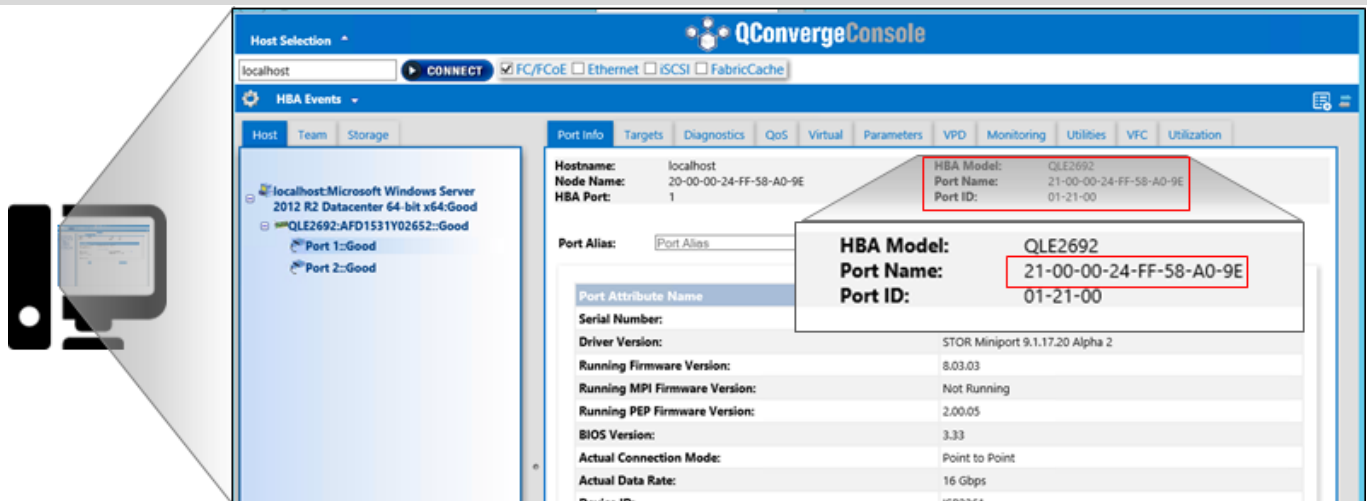 Host Selection
QConvergeConsole
localhost
CONNECT
FC/FCoE Ethernet iSCSI FabricCache
HBA Events
Host Team Storage
Port Info Targets Diagnostics QoS Virtual Parameters VPD Monitoring Utilities VFC Utilization
localhost:Microsoft Windows Server
2012 R2 Datacenter 64-bit x64:Good
QLE2692:AFD1531Y02652::Good
Port 1::Good
Port 2::Good
Hostname: localhost
Node Name: 20-00-00-24-FF-58-A0-9E
HBA Port: 1
HBA Model: QLE2692
Port Name: 21-00-00-24-FF-58-A0-9E
Port ID: 01-21-00
Port Alias: Port Alias
HBA Model: QLE2692
Port Name: 21-00-00-24-FF-58-A0-9E
Port ID: 01-21-00
Port Attribute Name
Serial Number:
Driver Version: STOR Miniport 9.1.17.20 Alpha 2
Running Firmware Version: 8.03.03
Running MPI Firmware Version: Not Running
Running PEP Firmware Version: 2.00.05
BIOS Version: 3.33
Actual Connection Mode: Point to Point
Actual Data Rate: 16 Gbps